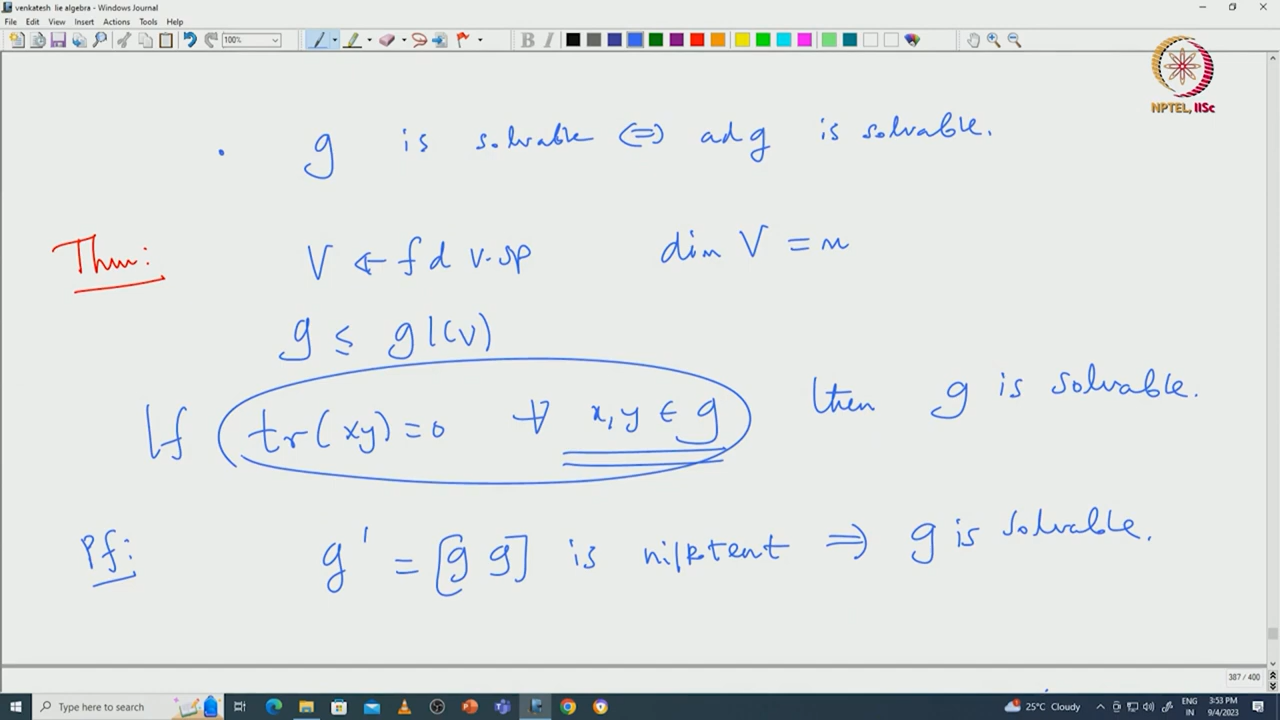 venkatesh lie algebra - Windows Journal
File Edit View Insert Actions Tools Help
100%
B I
NPTEL, IISc
. g is solvable ⇔ ad g is solvable.
Thm: V ← f d v.sp dim V = n
g ≤ gl(V)
If tr(xy) = 0 ∀ x, y ∈ g then g is solvable.
Pf: g' = [g g] is nilpotent ⇒ g is solvable.
387 / 400
Type here to search
25°C Cloudy
ENG
IN
3:53 PM
9/4/2023